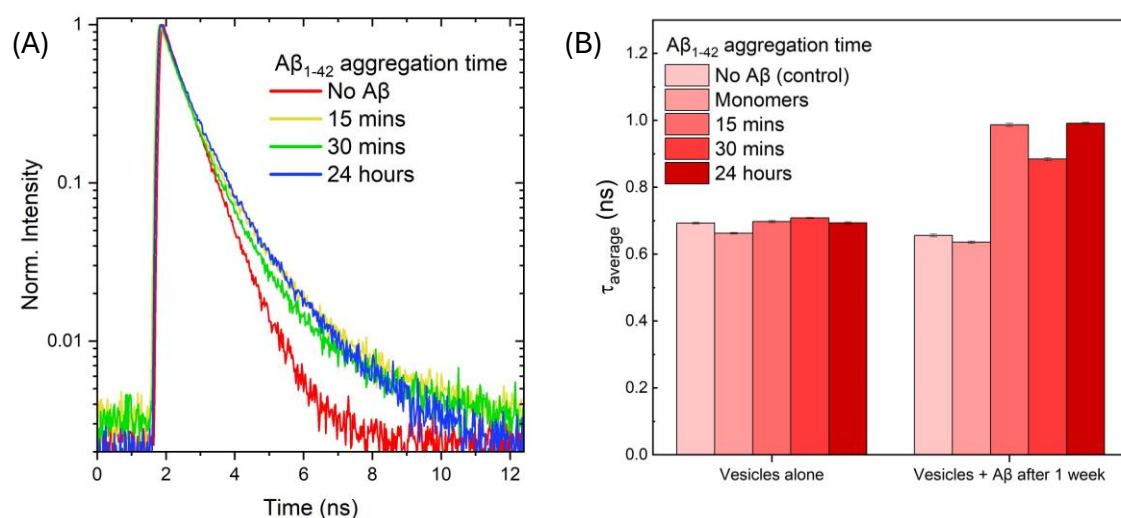 (A)
Norm. Intensity
1
0.1
0.01
Aβ₁₋₄₂ aggregation time
No Aβ
15 mins
30 mins
24 hours
0 2 4 6 8 10 12
Time (ns)
(B)
τaverage (ns)
1.2
1.0
0.8
0.6
0.4
0.2
0.0
Aβ₁₋₄₂ aggregation time
No Aβ (control)
Monomers
15 mins
30 mins
24 hours
Vesicles alone Vesicles + Aβ after 1 week